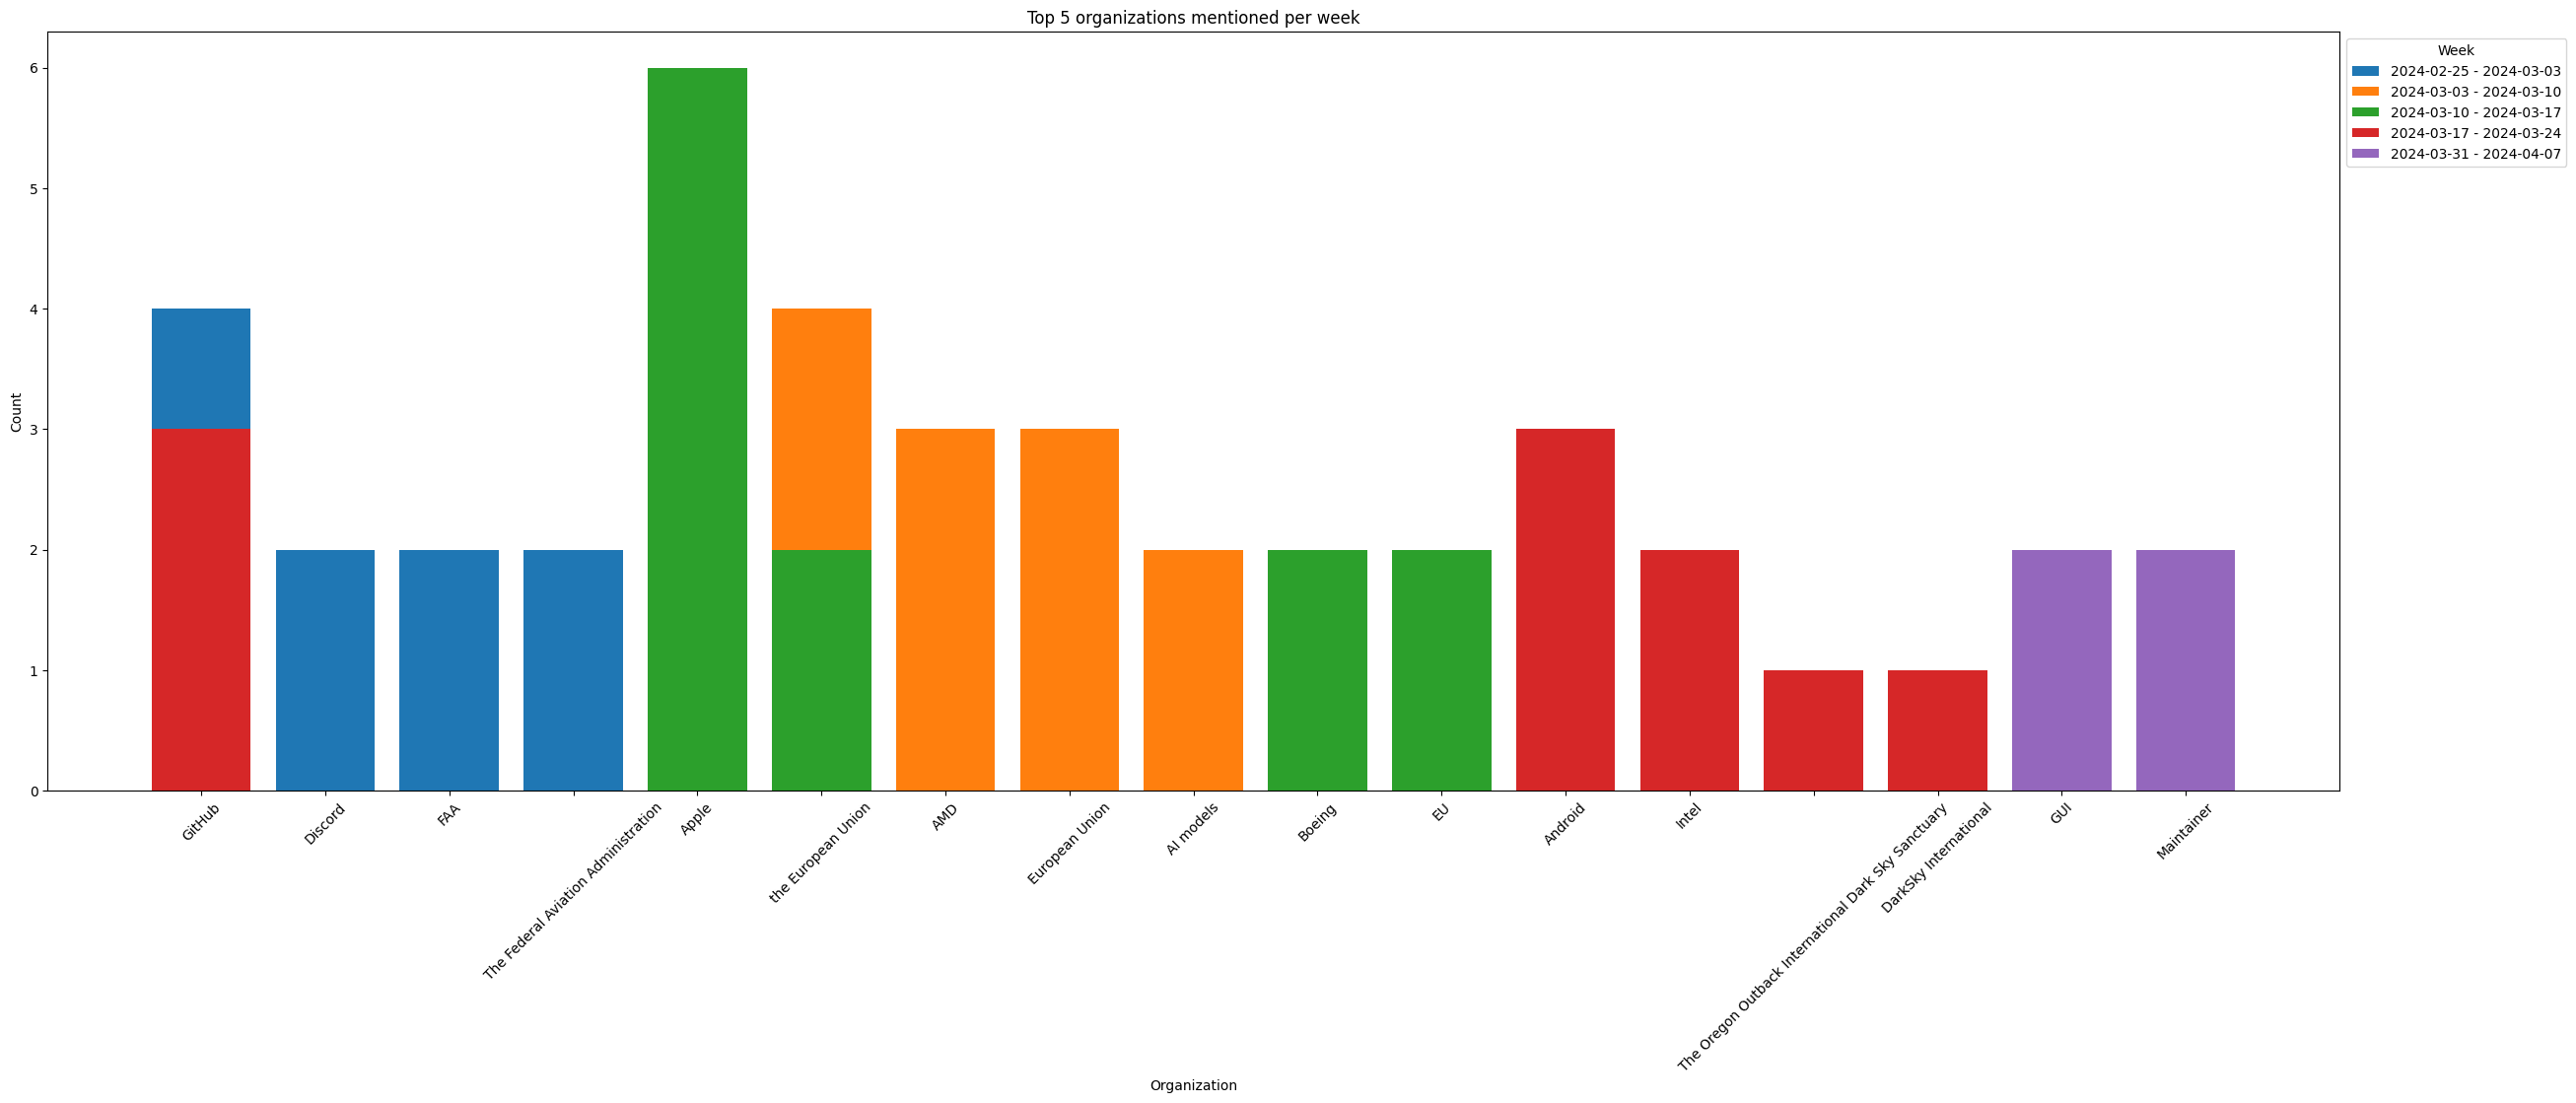 Top 5 organizations mentioned per week
Week
2024-02-25 - 2024-03-03
2024-03-03 - 2024-03-10
2024-03-10 - 2024-03-17
2024-03-17 - 2024-03-24
2024-03-31 - 2024-04-07
Count
6
5
4
3
2
1
0
GitHub
Discord
FAA
The Federal Aviation Administration
Apple
the European Union
AMD
European Union
AI models
Boeing
EU
Android
Intel
The Oregon Outback International Dark Sky Sanctuary
DarkSky International
GUI
Maintainer
Organization